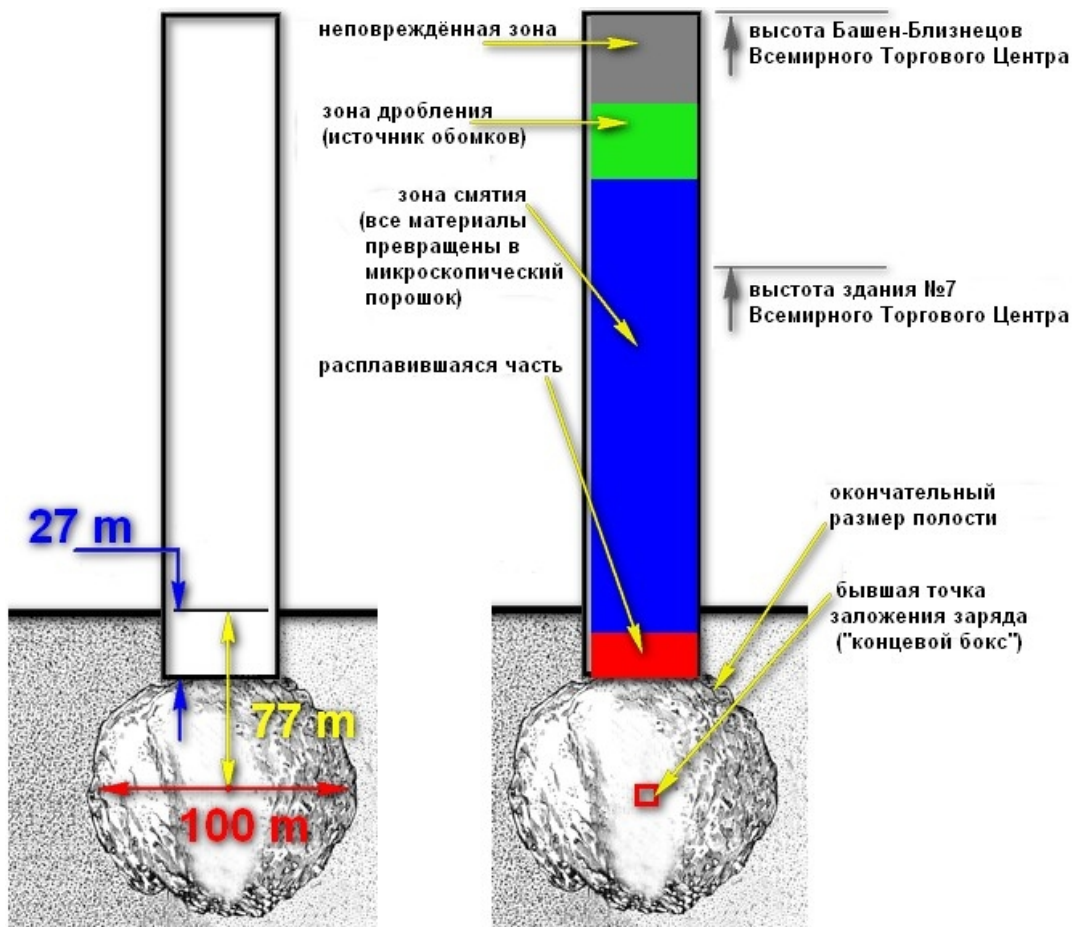 неповреждённая зона
зона дробления
(источник обомков)
зона смятия
(все материалы
превращены в
микроскопический
порошок)
расплавившаяся часть
высота Башен-Близнецов
Всемирного Торгового Центра
выстота здания №7
Всемирного Торгового Центра
окончательный
размер полости
бывшая точка
заложения заряда
("концевой бокс")
27 m
77 m
100 m